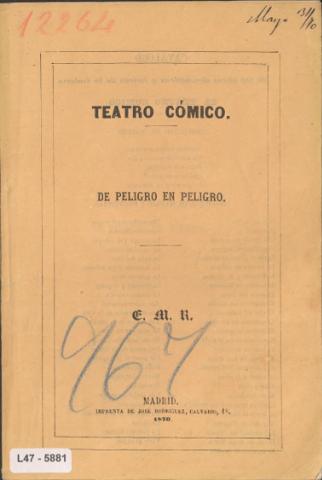 12264
Mayo 31/70
TEATRO CÓMICO.
DE PELIGRO EN PELIGRO.
E. M. R.
967
MADRID.
IMPRENTA DE JOSÉ RODRIGUEZ, CALVARIO, 18.
1870
L47 - 5881